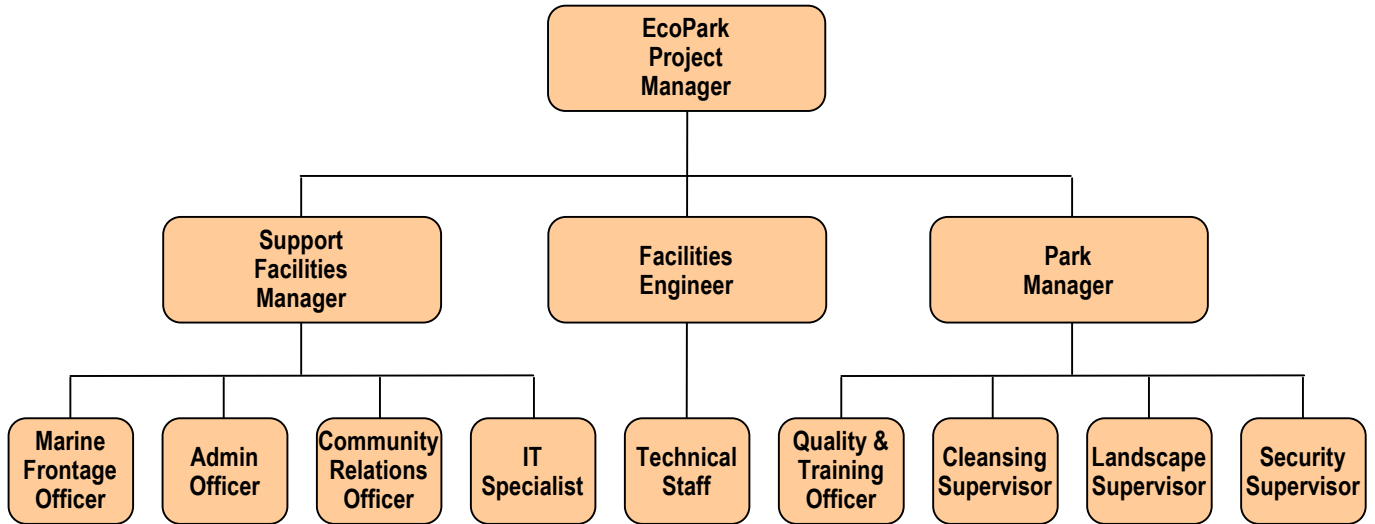 EcoPark
Project
Manager
Support
Facilities
Manager
Facilities
Engineer
Park
Manager
Marine
Frontage
Officer
Admin
Officer
Community
Relations
Officer
IT
Specialist
Technical
Staff
Quality &
Training
Officer
Cleansing
Supervisor
Landscape
Supervisor
Security
Supervisor